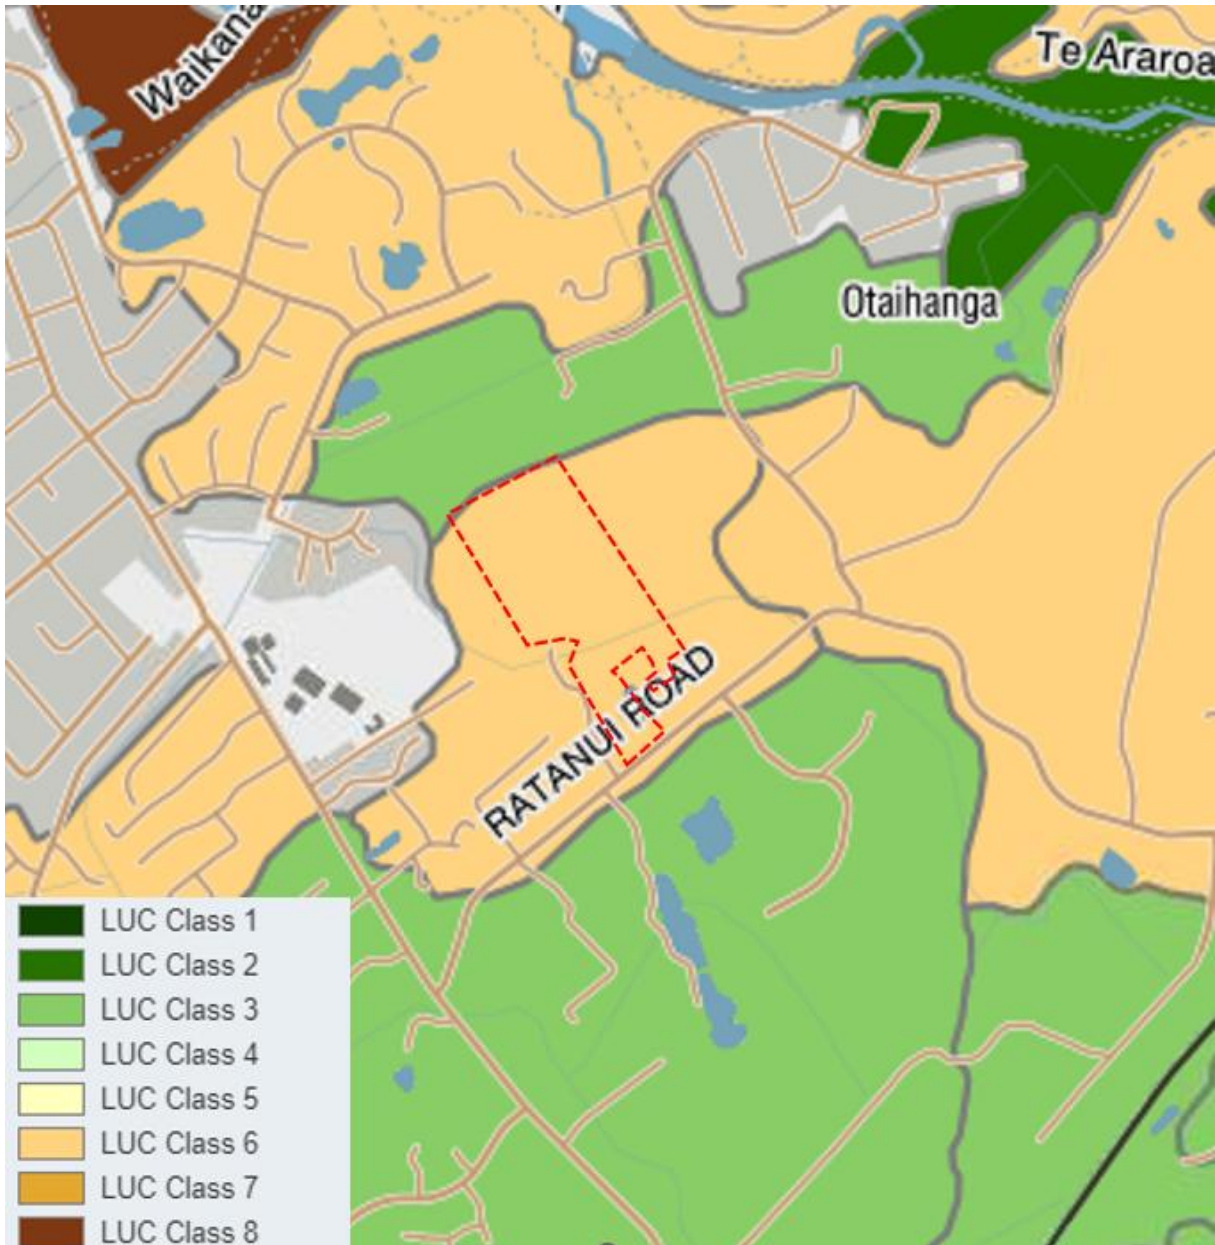 Waikana
Te Araroa
Otaihanga
RATANUI ROAD
LUC Class 1
LUC Class 2
LUC Class 3
LUC Class 4
LUC Class 5
LUC Class 6
LUC Class 7
LUC Class 8